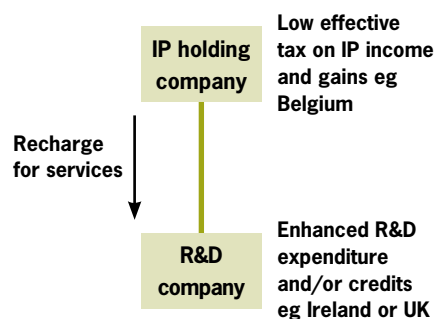 IP holding
company
Low effective
tax on IP income
and gains eg
Belgium
Recharge
for services
R&D
company
Enhanced R&D
expenditure
and/or credits
eg Ireland or UK